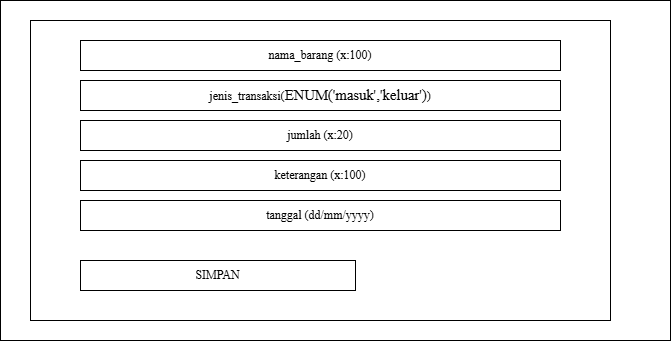 nama_barang (x:100)
jenis_transaksi(ENUM('masuk','keluar'))
jumlah (x:20)
keterangan (x:100)
tanggal (dd/mm/yyyy)
SIMPAN